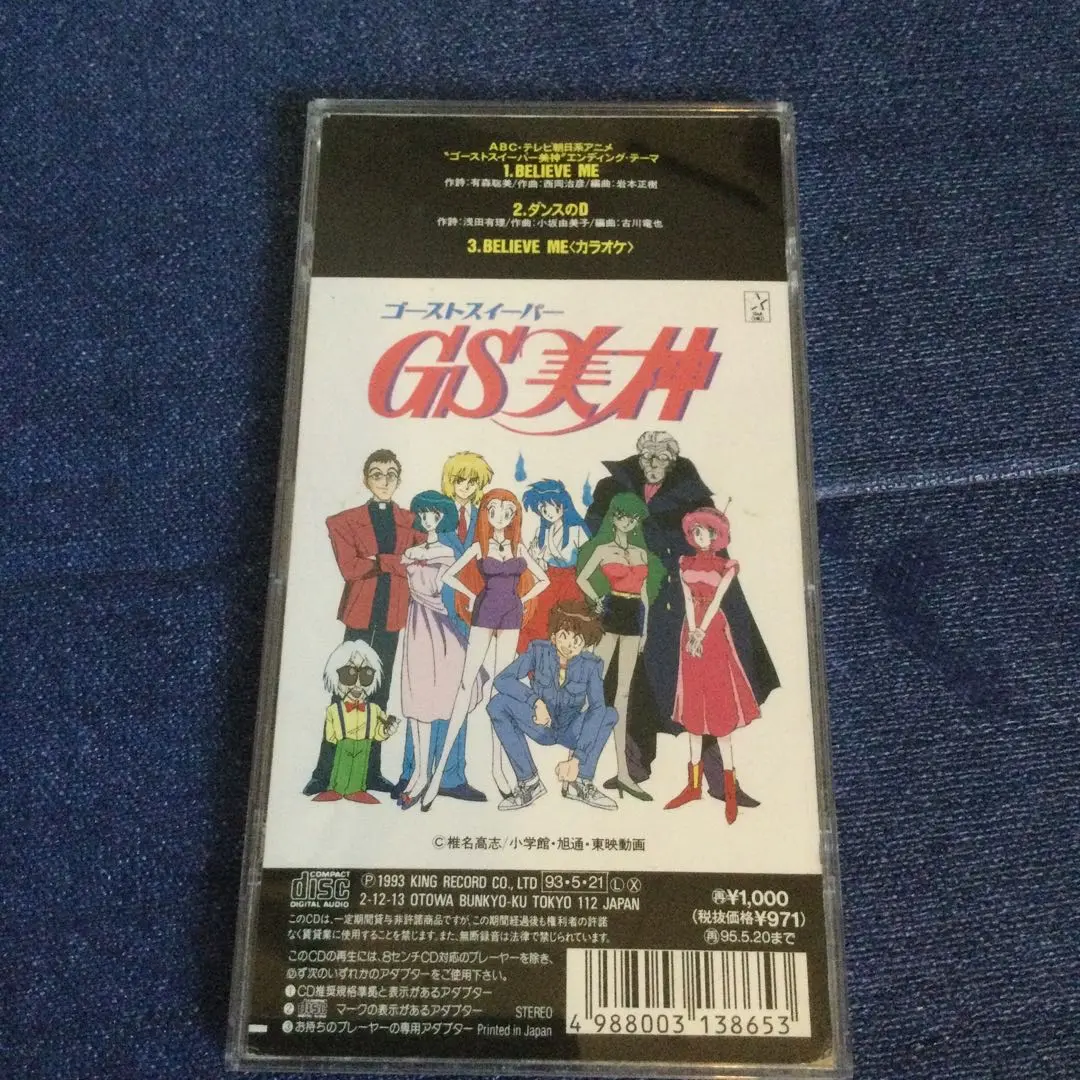 ABC・テレビ朝日系アニメ
"ゴーストスイーパー美神"エンディング・テーマ
1.BELIEVE ME
作詩:有森聡美/作曲:西岡治彦/編曲:岩本正樹
2.ダンスのD
作詩:浅田有理/作曲:小坂由美子/編曲:古川竜也
3.BELIEVE ME〈カラオケ〉
ゴーストスイーパー
GS美神
©椎名高志/小学館・旭通・東映動画
COMPACT
disc
DIGITAL AUDIO
Ⓟ1993 KING RECORD CO., LTD 93・5・21 Ⓛ Ⓧ
2-12-13 OTOWA BUNKYO-KU TOKYO 112 JAPAN
再¥1,000
(税抜価格¥971)
再95.5.20まで
このCDは、一定期間貸与非許諾商品ですが、この期間経過後も権利者の許諾
なく賃貸業に使用することを禁じます。また、無断録音は法律で禁じられています。
このCDの再生には、8センチCD対応のプレーヤーを除き、
必ず次のいずれかのアダプターをご使用下さい。
❶CD推奨規格準拠と表示があるアダプター
❷disc マークの表示があるアダプター
❸お持ちのプレーヤーの専用アダプター Printed in Japan
STEREO
4 988003 138653